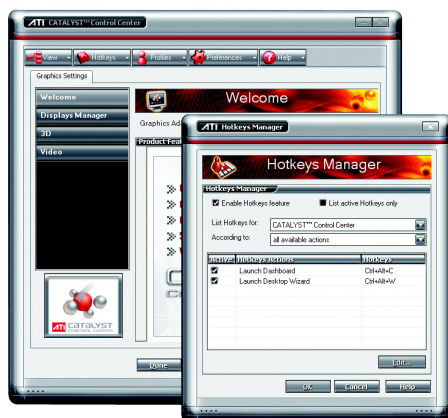 ATI CATALYST™ Control Center
View
Hotkeys
Profiles
Preferences
Help
Graphics Settings
Welcome
Displays Manager
3D
Video
Welcome
Graphics Ad
Product Feat
ATI CATALYST
CONTROL CENTER
Done
ATI Hotkeys Manager
Hotkeys Manager
Hotkeys Manager
Enable Hotkeys feature
List active Hotkeys only
List Hotkeys for:
CATALYST™ Control Center
According to:
all available actions
Active Hotkeys Actions Hotkeys
Launch Dashboard Ctrl+Alt+C
Launch Desktop Wizard Ctrl+Alt+W
Edit...
OK
Cancel
Help